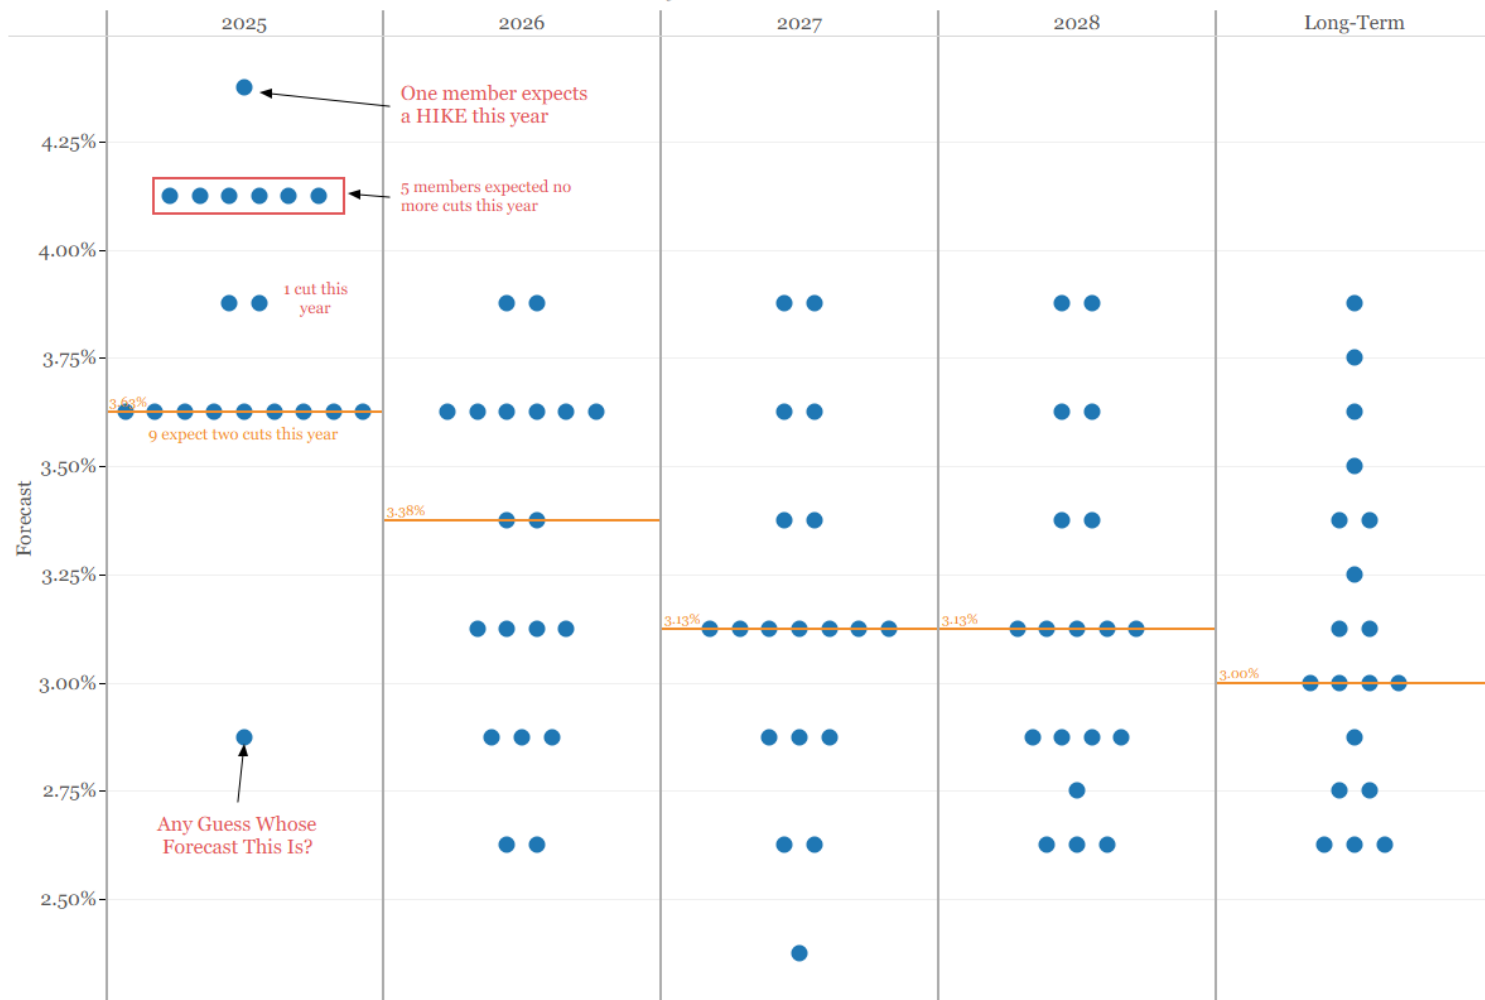 2025
2026
2027
2028
Long-Term
One member expects
a HIKE this year
4.25%
5 members expected no
more cuts this year
4.00%
1 cut this
year
3.75%
3.63%
9 expect two cuts this year
3.50%
3.38%
Forecast
3.25%
3.13%
3.13%
3.00%
3.00%
2.75%
Any Guess Whose
Forecast This Is?
2.50%